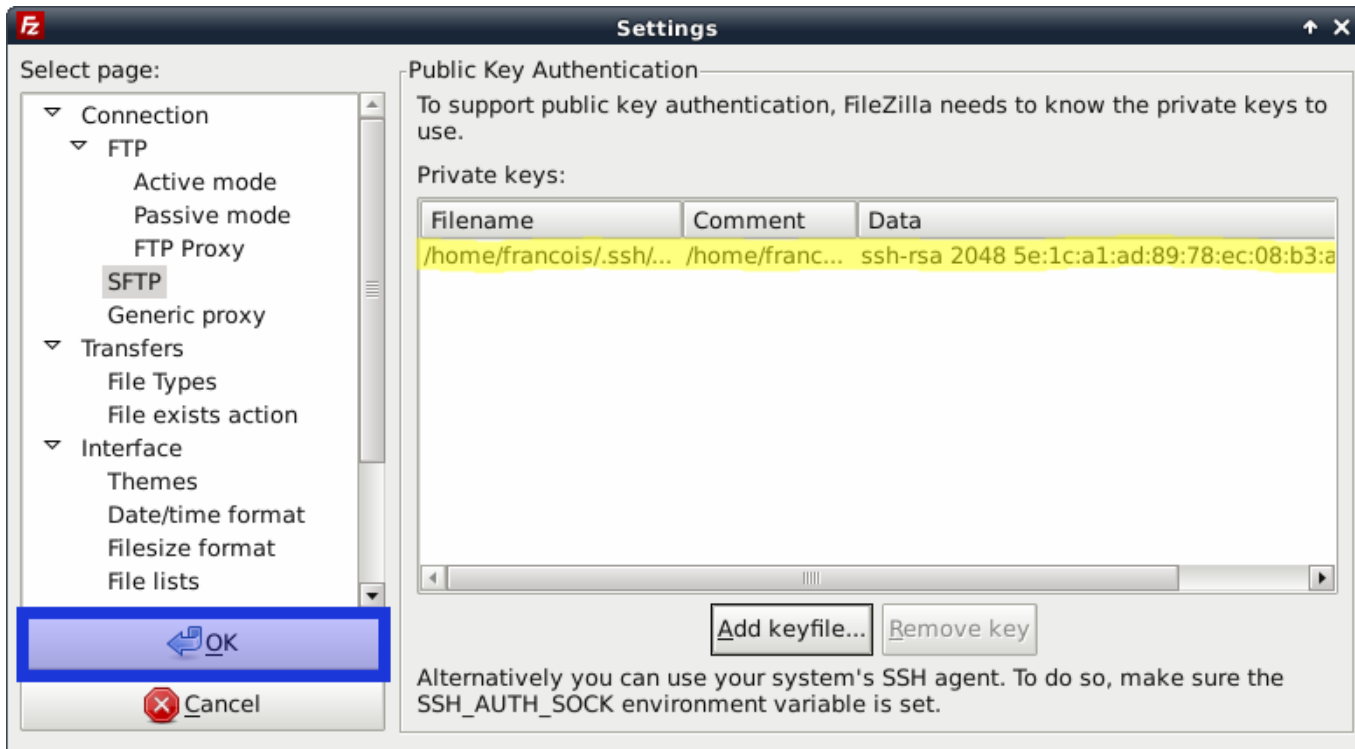 Fz
Settings
Select page:
Connection
FTP
Active mode
Passive mode
FTP Proxy
SFTP
Generic proxy
Transfers
File Types
File exists action
Interface
Themes
Date/time format
Filesize format
File lists
OK
Cancel
Public Key Authentication
To support public key authentication, FileZilla needs to know the private keys to
use.
Private keys:
Filename Comment Data
/home/francois/.ssh/... /home/franc... ssh-rsa 2048 5e:1c:a1:ad:89:78:ec:08:b3:a
Add keyfile... Remove key
Alternatively you can use your system's SSH agent. To do so, make sure the
SSH_AUTH_SOCK environment variable is set.